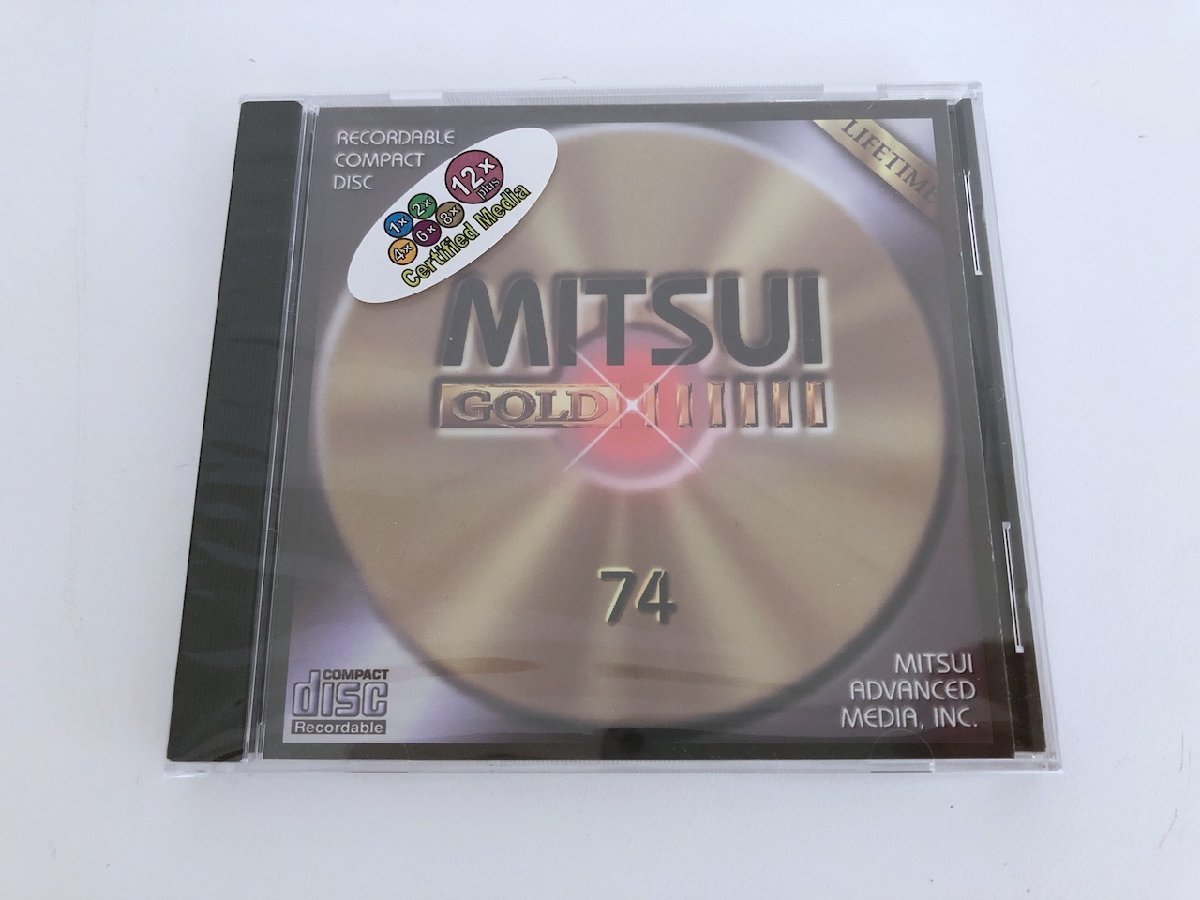 RECORDABLE
COMPACT
DISC
12x
plus
1x 2x
4x 6x 8x
Certified Media
LIFETIME
MITSUI
GOLD
74
COMPACT
disc
Recordable
MITSUI
ADVANCED
MEDIA, INC.